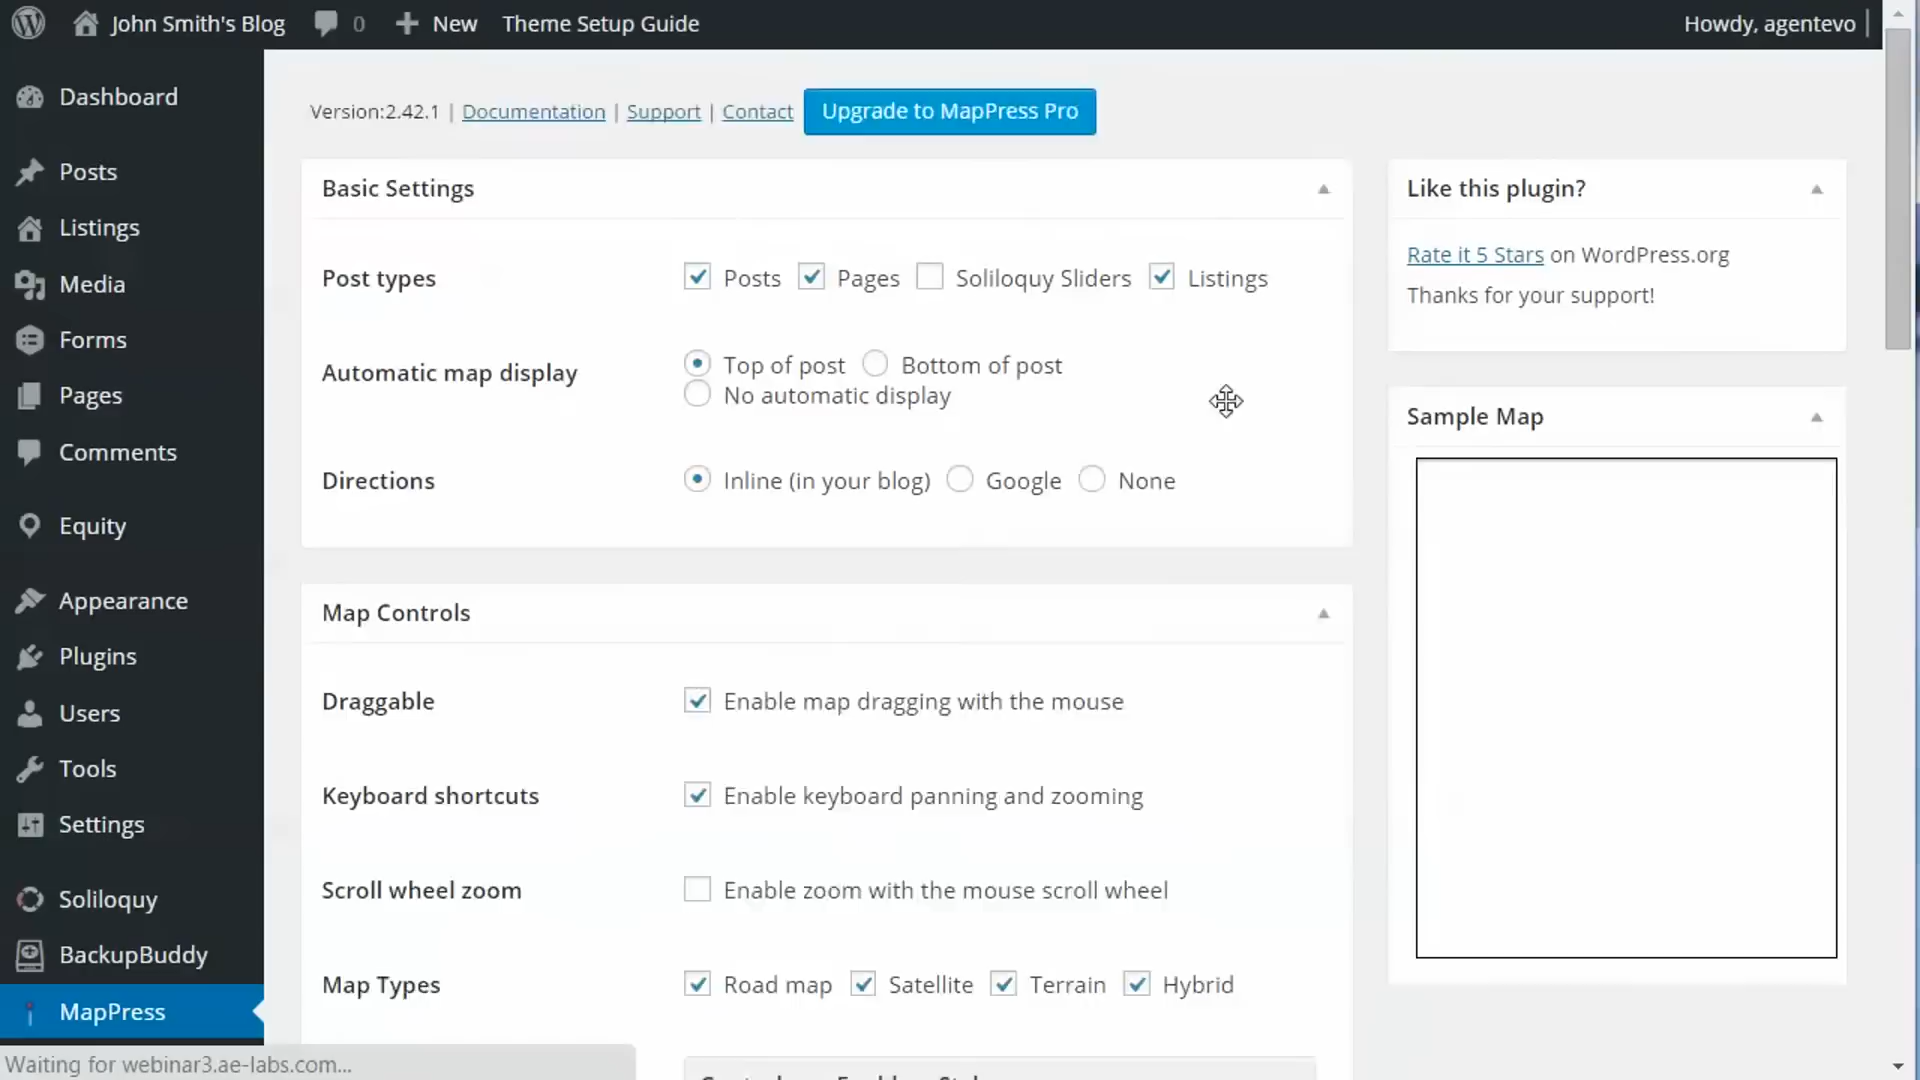 John Smith's Blog 0 New Theme Setup Guide Howdy, agentevo
Dashboard
Posts
Listings
Media
Forms
Pages
Comments
Equity
Appearance
Plugins
Users
Tools
Settings
Soliloquy
BackupBuddy
MapPress
Version:2.42.1 | Documentation | Support | Contact Upgrade to MapPress Pro
Basic Settings
Post types Posts Pages Soliloquy Sliders Listings
Automatic map display Top of post Bottom of post
No automatic display
Directions Inline (in your blog) Google None
Map Controls
Draggable Enable map dragging with the mouse
Keyboard shortcuts Enable keyboard panning and zooming
Scroll wheel zoom Enable zoom with the mouse scroll wheel
Map Types Road map Satellite Terrain Hybrid
Like this plugin?
Rate it 5 Stars on WordPress.org
Thanks for your support!
Sample Map
Waiting for webinar3.ae-labs.com...